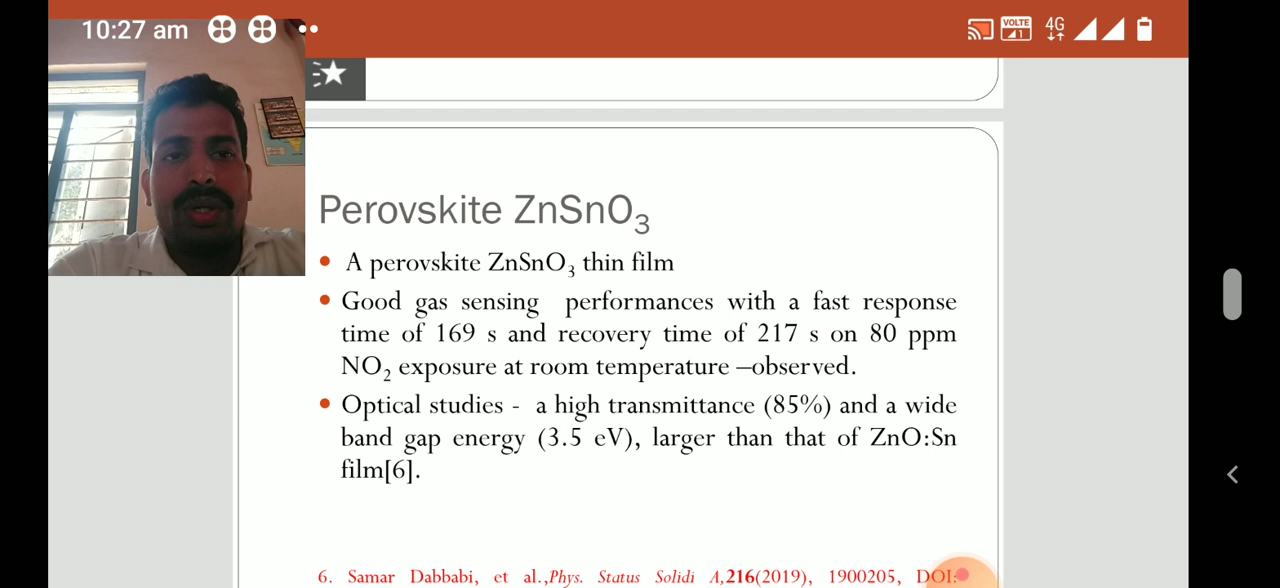 10:27 am
VOLTE
1
4G
Perovskite ZnSnO₃
• A perovskite ZnSnO₃ thin film
• Good gas sensing performances with a fast response
time of 169 s and recovery time of 217 s on 80 ppm
NO₂ exposure at room temperature –observed.
• Optical studies - a high transmittance (85%) and a wide
band gap energy (3.5 eV), larger than that of ZnO:Sn
film[6].
6. Samar Dabbabi, et al.,Phys. Status Solidi A,216(2019), 1900205, DOI: